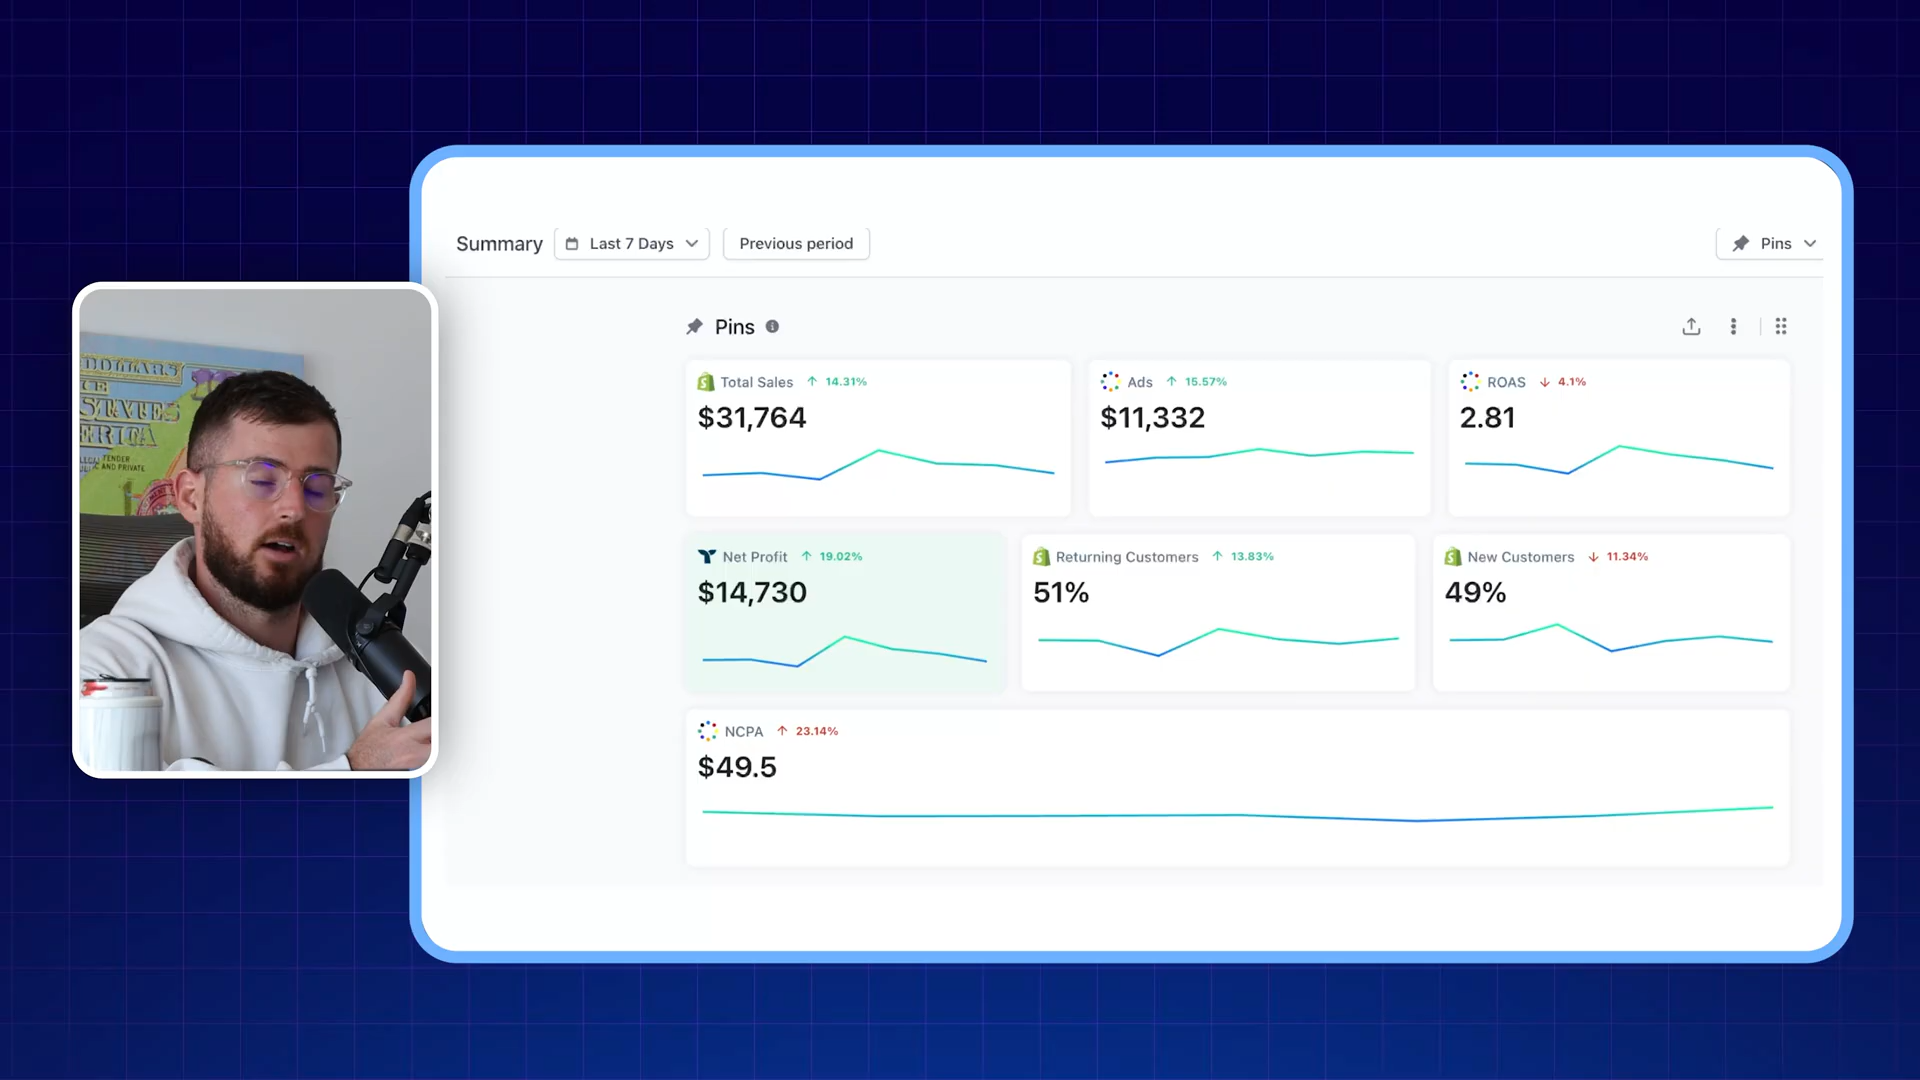 Summary
Last 7 Days
Previous period
Pins
Pins
Total Sales ↑ 14.31%
$31,764
Ads ↑ 15.57%
$11,332
ROAS ↓ 4.1%
2.81
Net Profit ↑ 19.02%
$14,730
Returning Customers ↑ 13.83%
51%
New Customers ↓ 11.34%
49%
NCPA ↑ 23.14%
$49.5
DOLLARS
STATES
ERICA
TENDER
AND PRIVATE